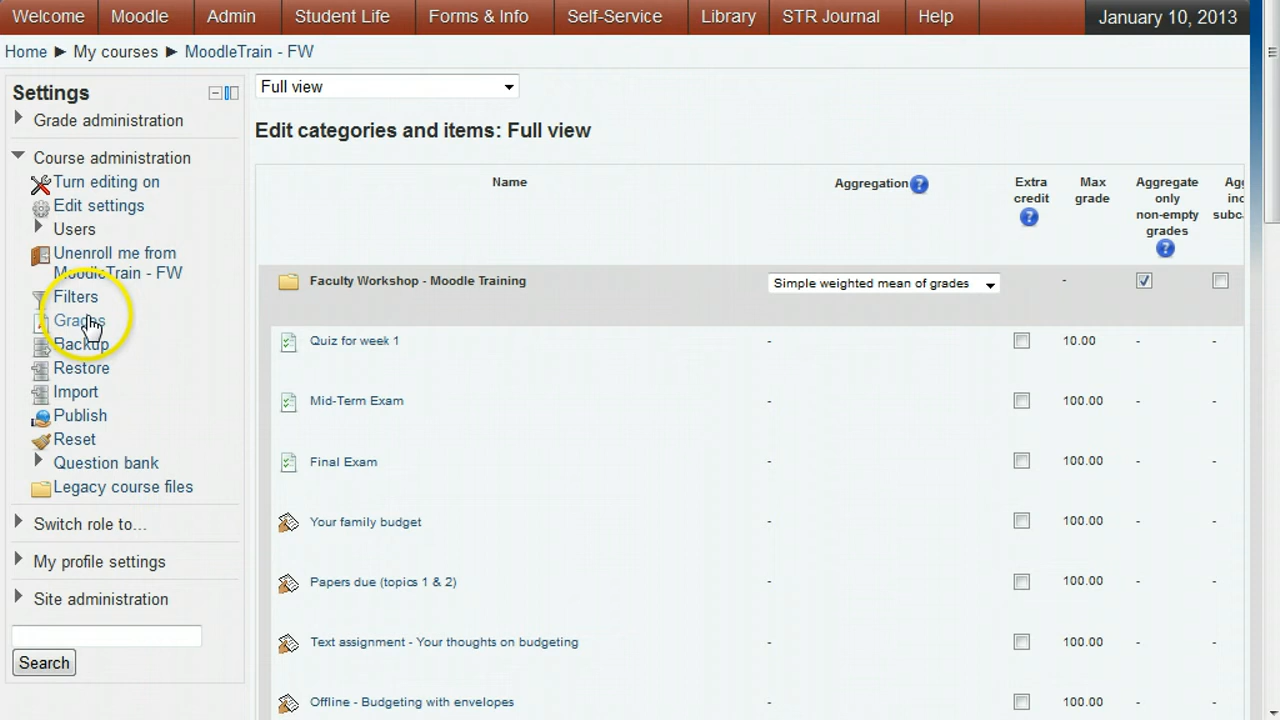 Welcome Moodle Admin Student Life Forms & Info Self-Service Library STR Journal Help January 10, 2013
Home ► My courses ► MoodleTrain - FW
Settings
Grade administration
Course administration
Turn editing on
Edit settings
Users
Unenroll me from
MoodleTrain - FW
Filters
Grades
Backup
Restore
Import
Publish
Reset
Question bank
Legacy course files
Switch role to...
My profile settings
Site administration
Search
Full view
Edit categories and items: Full view
Name Aggregation Extra credit Max grade Aggregate only non-empty grades
Faculty Workshop - Moodle Training Simple weighted mean of grades -
Quiz for week 1 - 10.00 - -
Mid-Term Exam - 100.00 - -
Final Exam - 100.00 - -
Your family budget - 100.00 - -
Papers due (topics 1 & 2) - 100.00 - -
Text assignment - Your thoughts on budgeting - 100.00 - -
Offline - Budgeting with envelopes - 100.00 - -